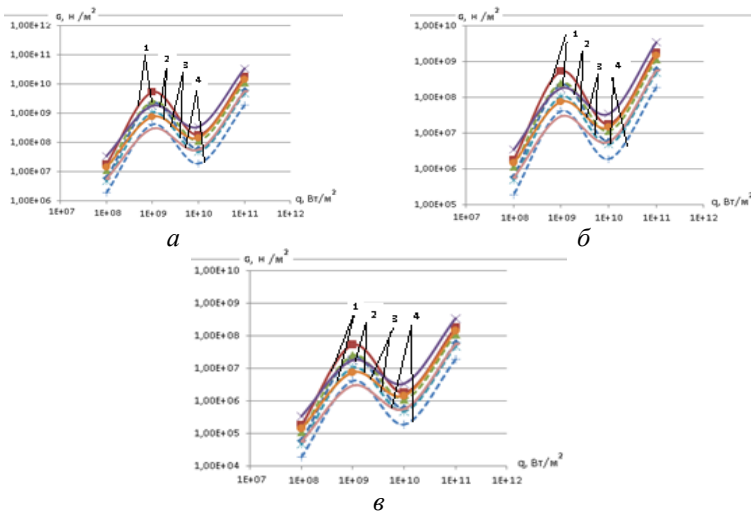 σ, н /м²
1,00E+12
1,00E+11
1,00E+10
1,00E+09
1,00E+08
1,00E+07
1,00E+06
1 2 3 4
q, Вт/м²
1E+07 1E+08 1E+09 1E+10 1E+11 1E+12
а
σ, н /м²
1,00E+10
1,00E+09
1,00E+08
1,00E+07
1,00E+06
1,00E+05
1 2 3 4
q, Вт/м²
1E+07 1E+08 1E+09 1E+10 1E+11 1E+12
б
σ, н /м²
1,00E+10
1,00E+09
1,00E+08
1,00E+07
1,00E+06
1,00E+05
1,00E+04
1 2 3 4
q, Вт/м²
1E+07 1E+08 1E+09 1E+10 1E+11 1E+12
в